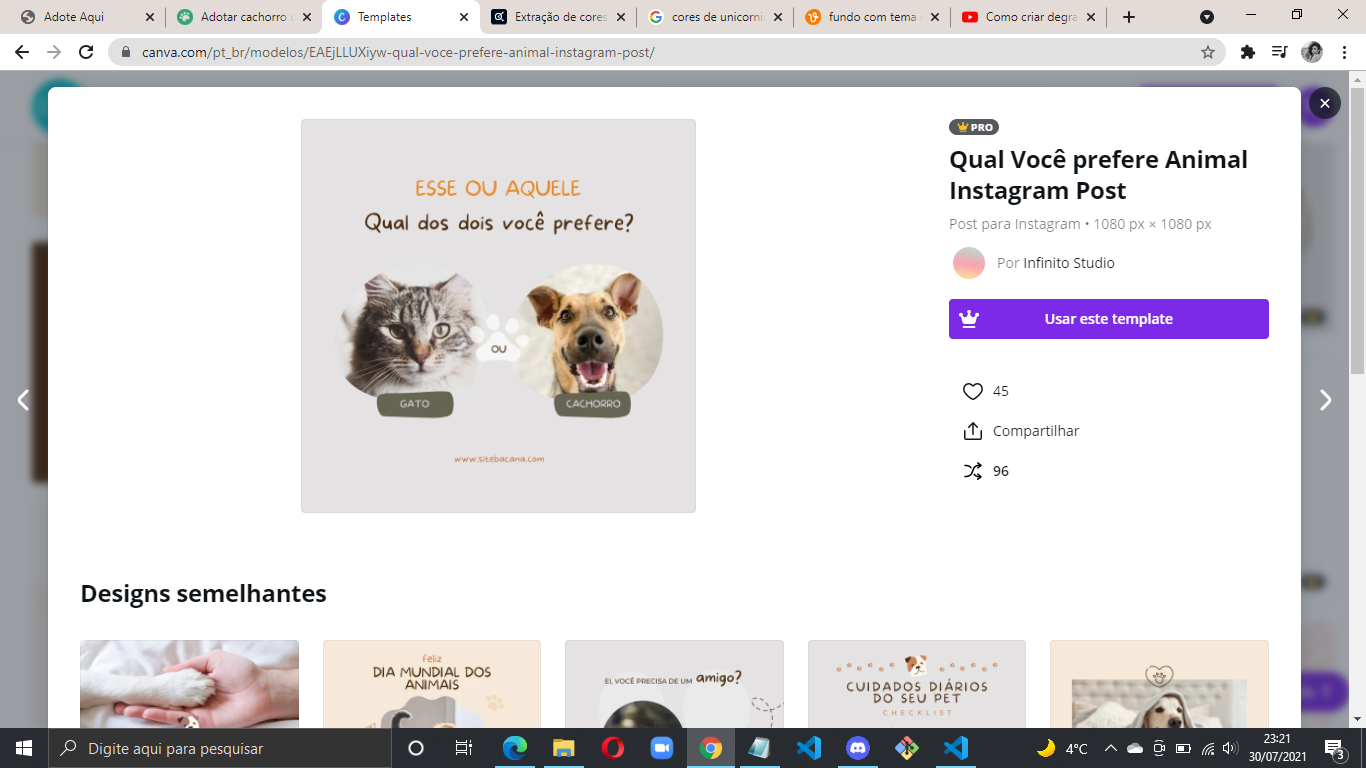 Adote Aqui
Adotar cachorro
Templates
Extração de cores
cores de unicorni
fundo com tema
Como criar degra
canva.com/pt_br/modelos/EAEjLLUXiyw-qual-voce-prefere-animal-instagram-post/
ESSE OU AQUELE
Qual dos dois você prefere?
OU
GATO
CACHORRO
www.sitebacana.com
PRO
Qual Você prefere Animal
Instagram Post
Post para Instagram • 1080 px × 1080 px
Por Infinito Studio
Usar este template
45
Compartilhar
96
Designs semelhantes
feliz
DIA MUNDIAL DOS
ANIMAIS
EI, VOCÊ PRECISA DE UM amigo?
CUIDADOS DIÁRIOS
DO SEU PET
CHECKLIST
Digite aqui para pesquisar
4°C
23:21
30/07/2021
3